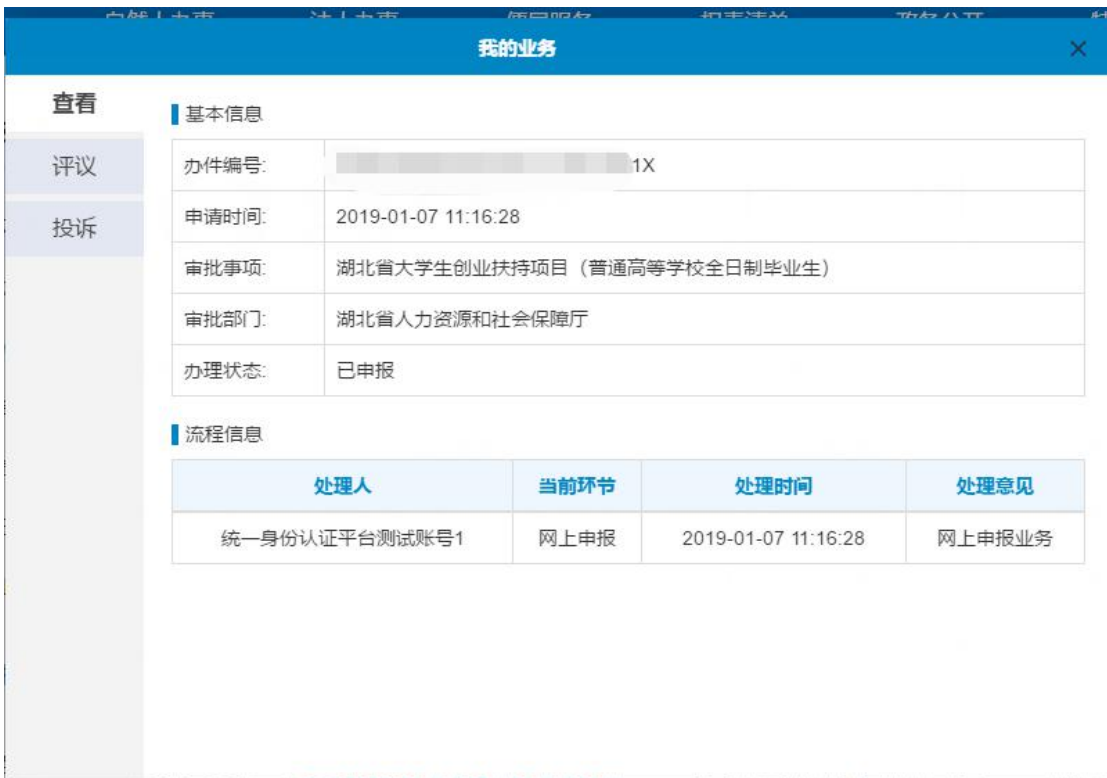 我的业务
查看
评议
投诉
基本信息
办件编号: 1X
申请时间: 2019-01-07 11:16:28
审批事项: 湖北省大学生创业扶持项目（普通高等学校全日制毕业生）
审批部门: 湖北省人力资源和社会保障厅
办理状态: 已申报
流程信息
处理人 当前环节 处理时间 处理意见
统一身份认证平台测试账号1 网上申报 2019-01-07 11:16:28 网上申报业务